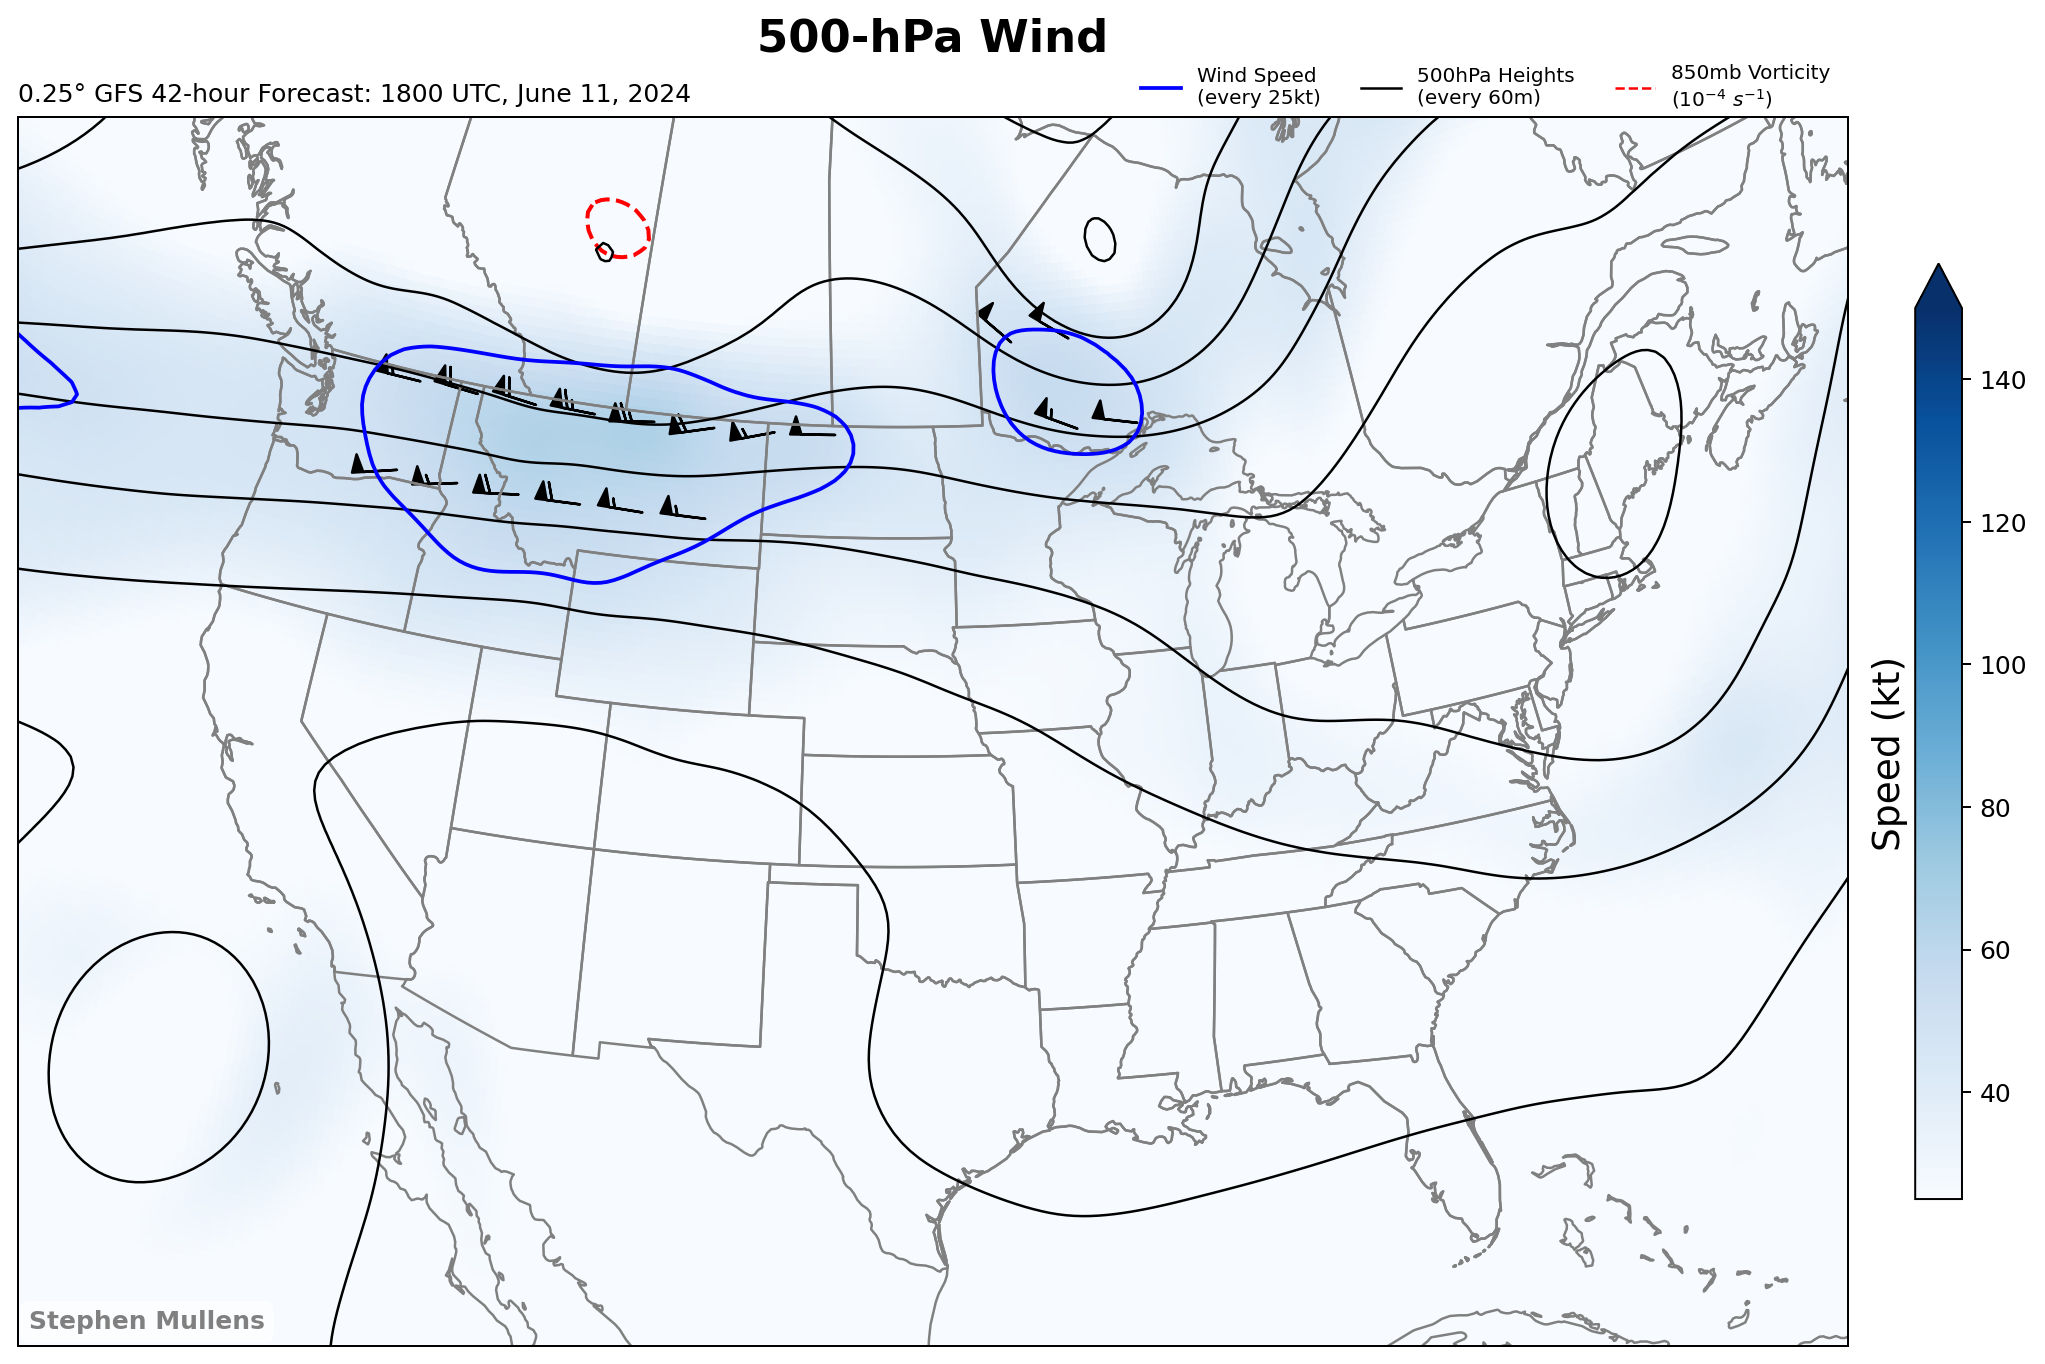 500-hPa Wind
0.25° GFS 42-hour Forecast: 1800 UTC, June 11, 2024
Wind Speed
(every 25kt)
500hPa Heights
(every 60m)
850mb Vorticity
(10⁻⁴ s⁻¹)
140
120
100
80
60
40
Speed (kt)
Stephen Mullens